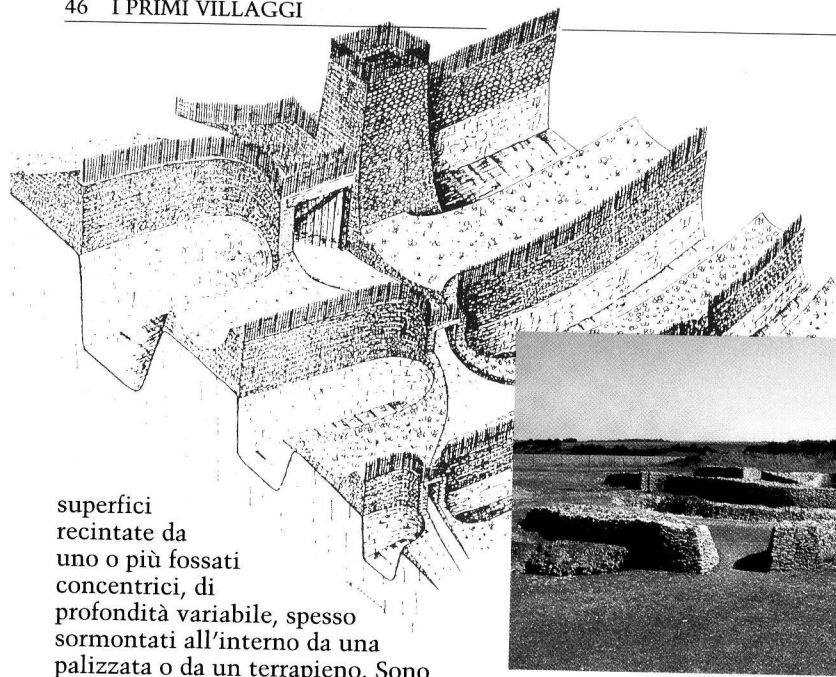 46 I PRIMI VILLAGGI
superfici
recintate da
uno o più fossati
concentrici, di
profondità variabile, spesso
sormontati all'interno da una
palizzata o da un terrapieno. Sono